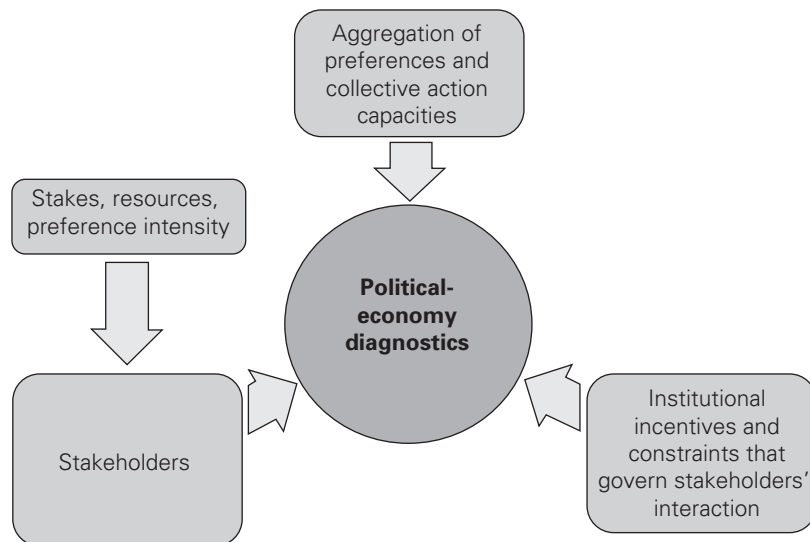 Aggregation of
preferences and
collective action
capacities
Stakes, resources,
preference intensity
Political-
economy
diagnostics
Stakeholders
Institutional
incentives and
constraints that
govern stakeholders’
interaction